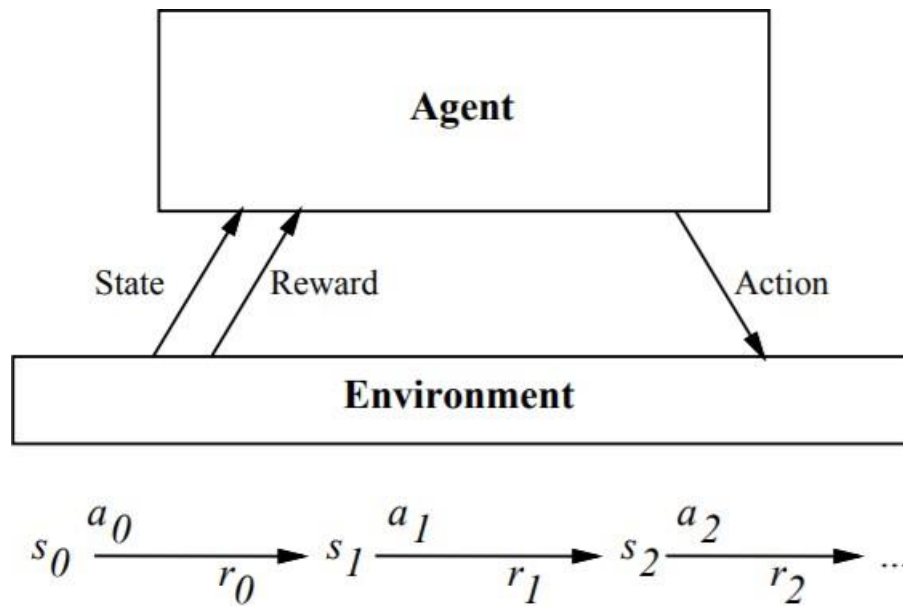 Agent
State Reward Action
Environment
s0 a0 r0 s1 a1 r1 s2 a2 r2 ...